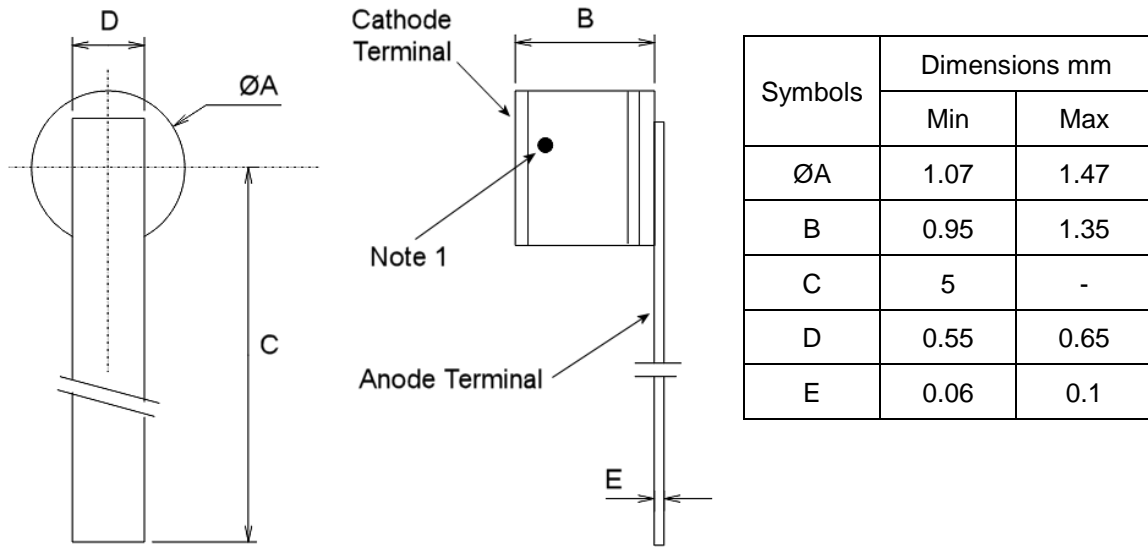 D
ØA
C
Cathode
Terminal
B
Note 1
Anode Terminal
E
Symbols
Dimensions mm
Min Max
ØA 1.07 1.47
B 0.95 1.35
C 5 -
D 0.55 0.65
E 0.06 0.1